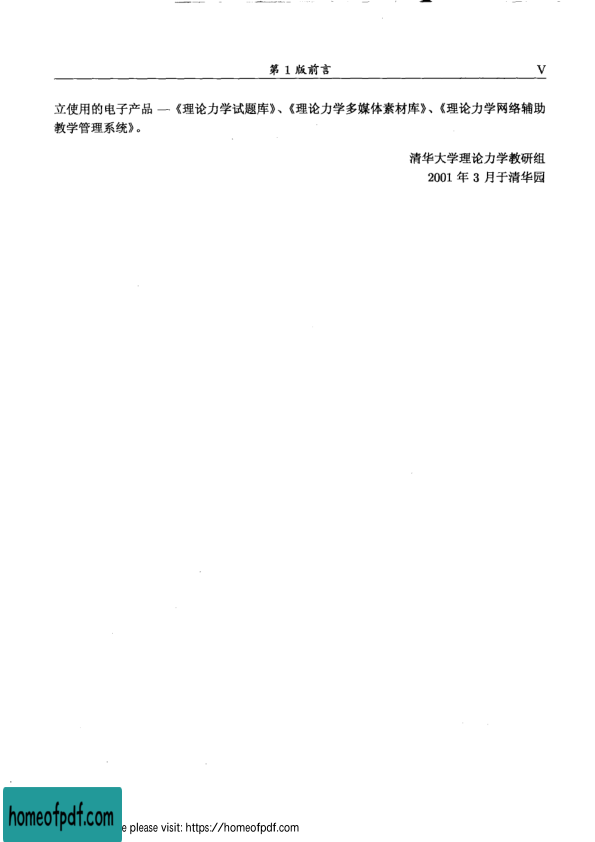 第 1 版前言 V
立使用的电子产品 —《理论力学试题库》、《理论力学多媒体素材库》、《理论力学网络辅助
教学管理系统》。
清华大学理论力学教研组
2001 年 3 月于清华园
homeofpdf.com
e please visit: https://homeofpdf.com